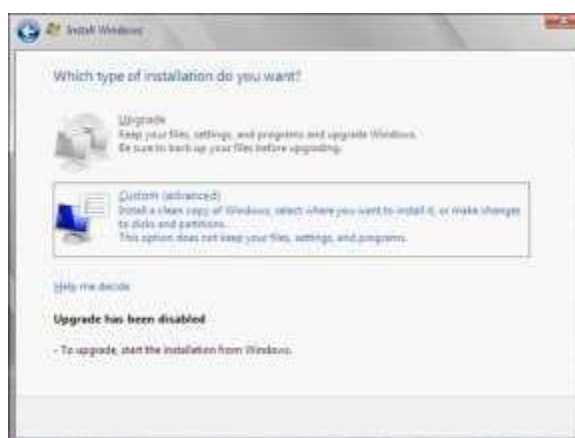 Install Windows
Which type of installation do you want?
Upgrade
Keep your files, settings, and programs and upgrade Windows.
Be sure to back up your files before upgrading.
Custom (advanced)
Install a clean copy of Windows, select where you want to install it, or make changes
to disks and partitions.
This option does not keep your files, settings, and programs.
Help me decide
Upgrade has been disabled
- To upgrade, start the installation from Windows.